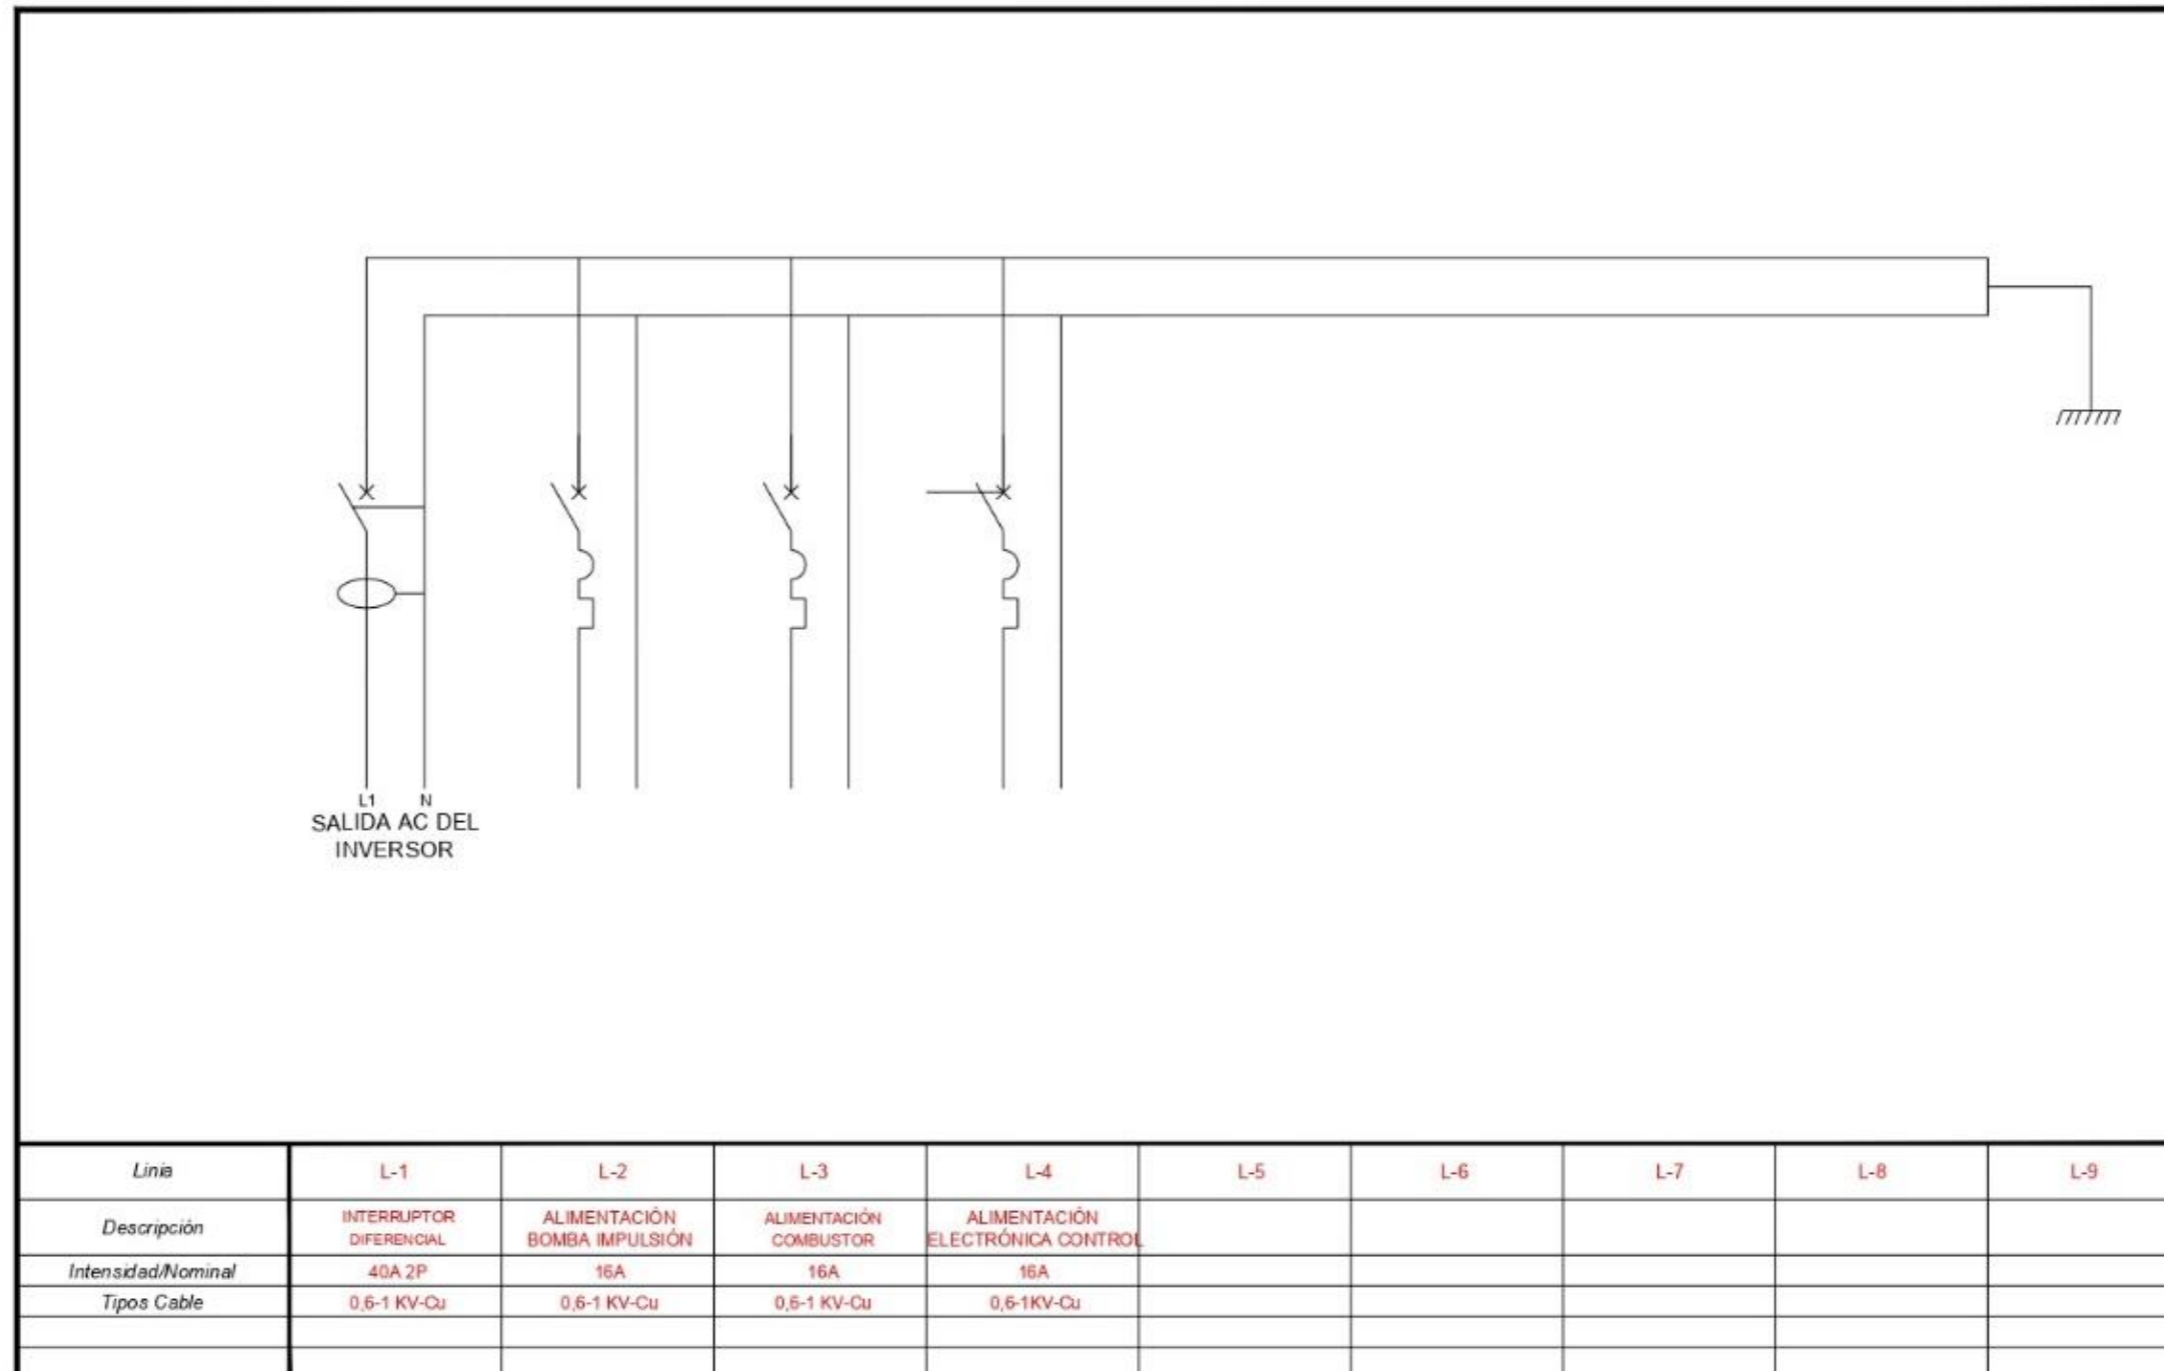 L1 N
SALIDA AC DEL
INVERSOR
Linia L-1 L-2 L-3 L-4 L-5 L-6 L-7 L-8 L-9
Descripción INTERRUPTOR DIFERENCIAL ALIMENTACIÓN BOMBA IMPULSIÓN ALIMENTACIÓN COMBUSTOR ALIMENTACIÓN ELECTRÓNICA CONTROL
Intensidad/Nominal 40A 2P 16A 16A 16A
Tipos Cable 0,6-1 KV-Cu 0,6-1 KV-Cu 0,6-1 KV-Cu 0,6-1KV-Cu